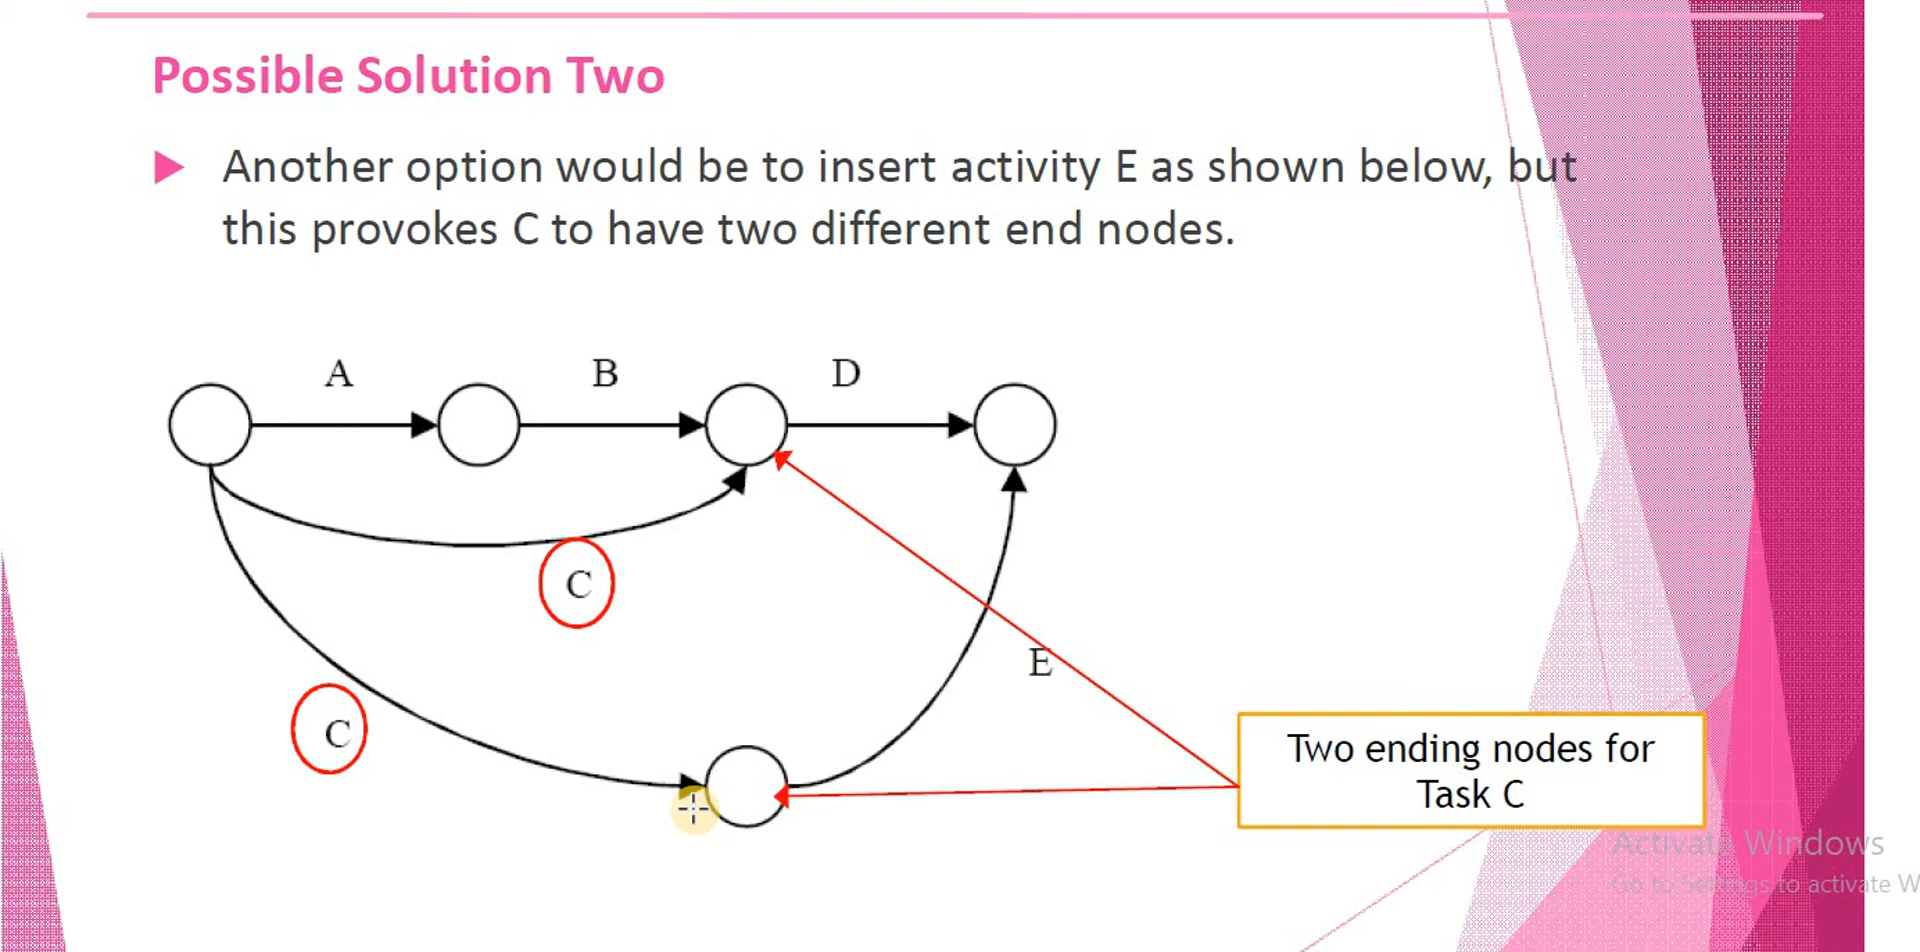 Possible Solution Two
Another option would be to insert activity E as shown below, but
this provokes C to have two different end nodes.
A
B
D
C
E
C
Two ending nodes for
Task C
Activate Windows
Go to Settings to activate W